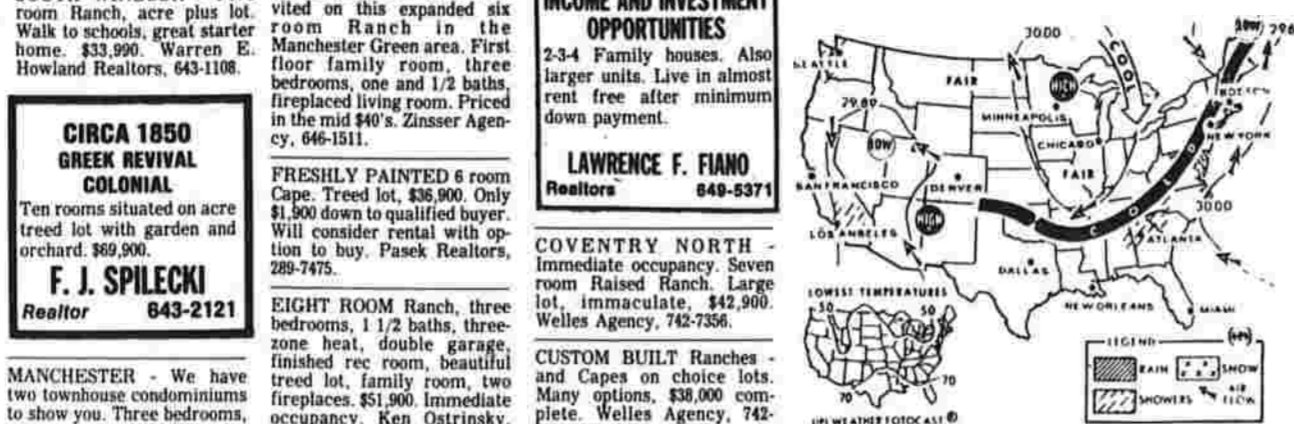 room Ranch, acre plus lot.
Walk to schools, great starter
home. $33,990. Warren E.
Howland Realtors, 643-1108.
CIRCA 1850
GREEK REVIVAL
COLONIAL
Ten rooms situated on acre
treed lot with garden and
orchard. $69,900.
F. J. SPILECKI
Realtor 643-2121
MANCHESTER - We have
two townhouse condominiums
to show you. Three bedrooms,
vited on this expanded six
room Ranch in the
Manchester Green area. First
floor family room, three
bedrooms, one and 1/2 baths,
fireplaced living room. Priced
in the mid $40's. Zinsser Agen-
cy, 646-1511.
FRESHLY PAINTED 6 room
Cape. Treed lot, $36,900. Only
$1,900 down to qualified buyer.
Will consider rental with op-
tion to buy. Pasek Realtors,
289-7475.
EIGHT ROOM Ranch, three
bedrooms, 1 1/2 baths, three-
zone heat, double garage,
finished rec room, beautiful
treed lot, family room, two
fireplaces. $51,900. Immediate
occupancy. Ken Ostrinsky,
INCOME AND INVESTMENT
OPPORTUNITIES
2-3-4 Family houses. Also
larger units. Live in almost
rent free after minimum
down payment.
LAWRENCE F. FIANO
Realtors 649-5371
COVENTRY NORTH -
Immediate occupancy. Seven
room Raised Ranch. Large
lot, immaculate, $42,900.
Welles Agency, 742-7356.
CUSTOM BUILT Ranches -
and Capes on choice lots.
Many options, $38,000 com-
plete. Welles Agency, 742-
30.00
COOL
LOW
SEATTLE
FAIR
HIGH
29.80
BOSTON
MINNEAPOLIS
NEW YORK
CHICAGO
LOW
FAIR
SAN FRANCISCO
DENVER
30.00
HIGH
COLD
LOS ANGELES
ATLANTA
DALLAS
LOWEST TEMPERATURES
NEW ORLEANS
MIAMI
50
50
70
70
LEGEND
RAIN
SNOW
SHOWERS
AIR
FLOW
UPI WEATHER FOTOCAST ©